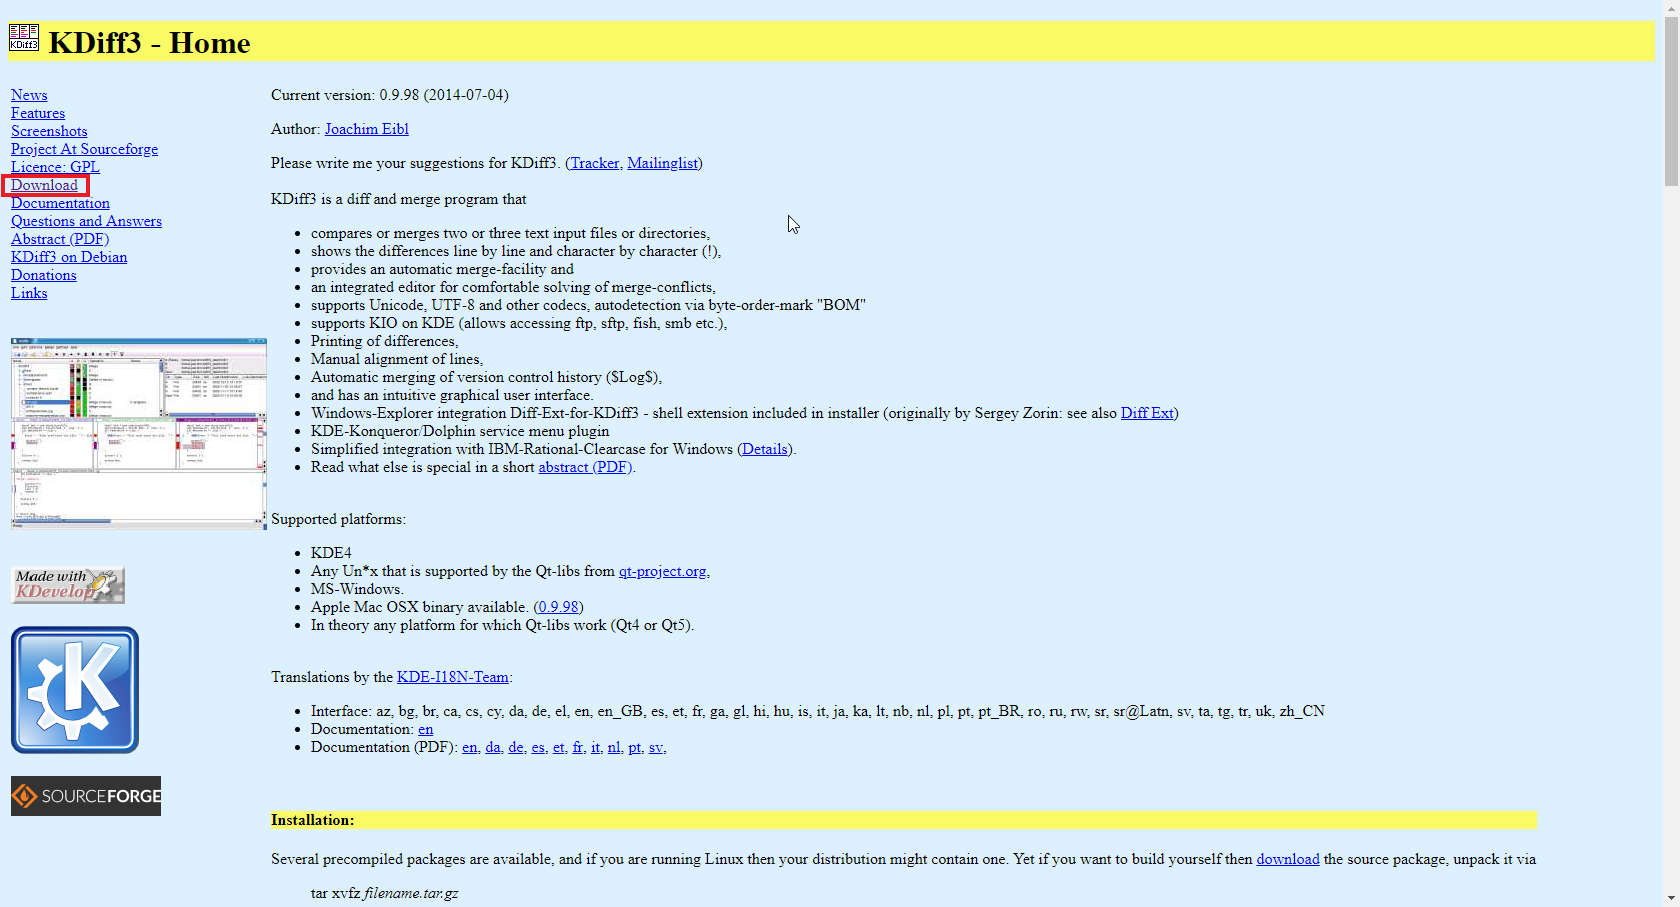 KDiff3
KDiff3 - Home
News
Features
Screenshots
Project At Sourceforge
Licence: GPL
Download
Documentation
Questions and Answers
Abstract (PDF)
KDiff3 on Debian
Donations
Links
Made with
KDevelop
SOURCEFORGE
Current version: 0.9.98 (2014-07-04)
Author: Joachim Eibl
Please write me your suggestions for KDiff3. (Tracker, Mailinglist)
KDiff3 is a diff and merge program that
• compares or merges two or three text input files or directories,
• shows the differences line by line and character by character (!),
• provides an automatic merge-facility and
• an integrated editor for comfortable solving of merge-conflicts,
• supports Unicode, UTF-8 and other codecs, autodetection via byte-order-mark "BOM"
• supports KIO on KDE (allows accessing ftp, sftp, fish, smb etc.),
• Printing of differences,
• Manual alignment of lines,
• Automatic merging of version control history ($Log$),
• and has an intuitive graphical user interface.
• Windows-Explorer integration Diff-Ext-for-KDiff3 - shell extension included in installer (originally by Sergey Zorin: see also Diff Ext)
• KDE-Konqueror/Dolphin service menu plugin
• Simplified integration with IBM-Rational-Clearcase for Windows (Details).
• Read what else is special in a short abstract (PDF).
Supported platforms:
• KDE4
• Any Un*x that is supported by the Qt-libs from qt-project.org,
• MS-Windows.
• Apple Mac OSX binary available. (0.9.98)
• In theory any platform for which Qt-libs work (Qt4 or Qt5).
Translations by the KDE-I18N-Team:
• Interface: az, bg, br, ca, cs, cy, da, de, el, en, en_GB, es, et, fr, ga, gl, hi, hu, is, it, ja, ka, lt, nb, nl, pl, pt, pt_BR, ro, ru, rw, sr, sr@Latn, sv, ta, tg, tr, uk, zh_CN
• Documentation: en
• Documentation (PDF): en, da, de, es, et, fr, it, nl, pt, sv,
Installation:
Several precompiled packages are available, and if you are running Linux then your distribution might contain one. Yet if you want to build yourself then download the source package, unpack it via
tar xvfz filename.tar.gz